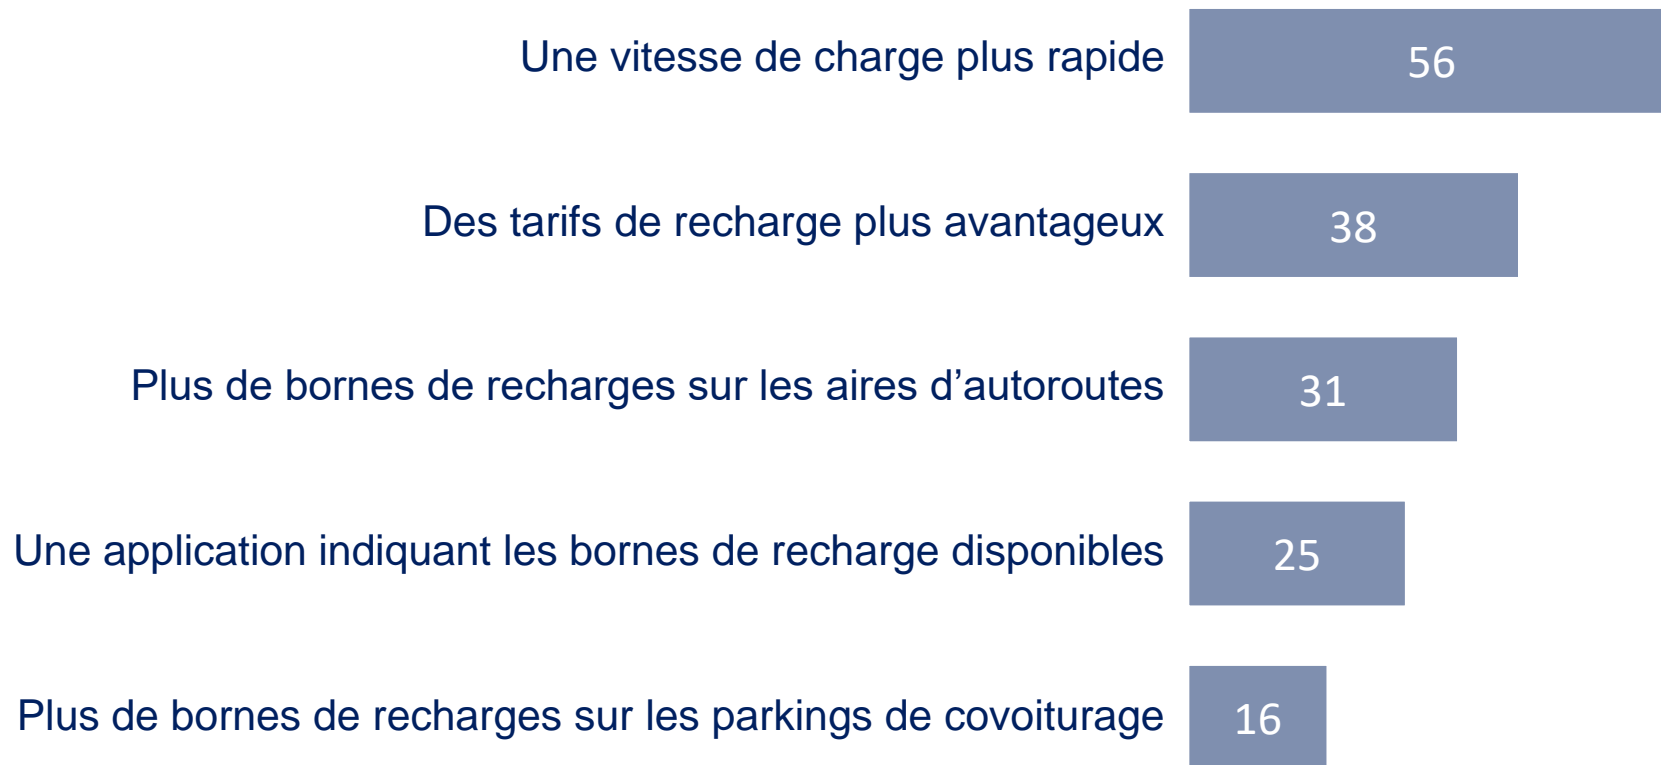 Une vitesse de charge plus rapide 56
Des tarifs de recharge plus avantageux 38
Plus de bornes de recharges sur les aires d’autoroutes 31
Une application indiquant les bornes de recharge disponibles 25
Plus de bornes de recharges sur les parkings de covoiturage 16